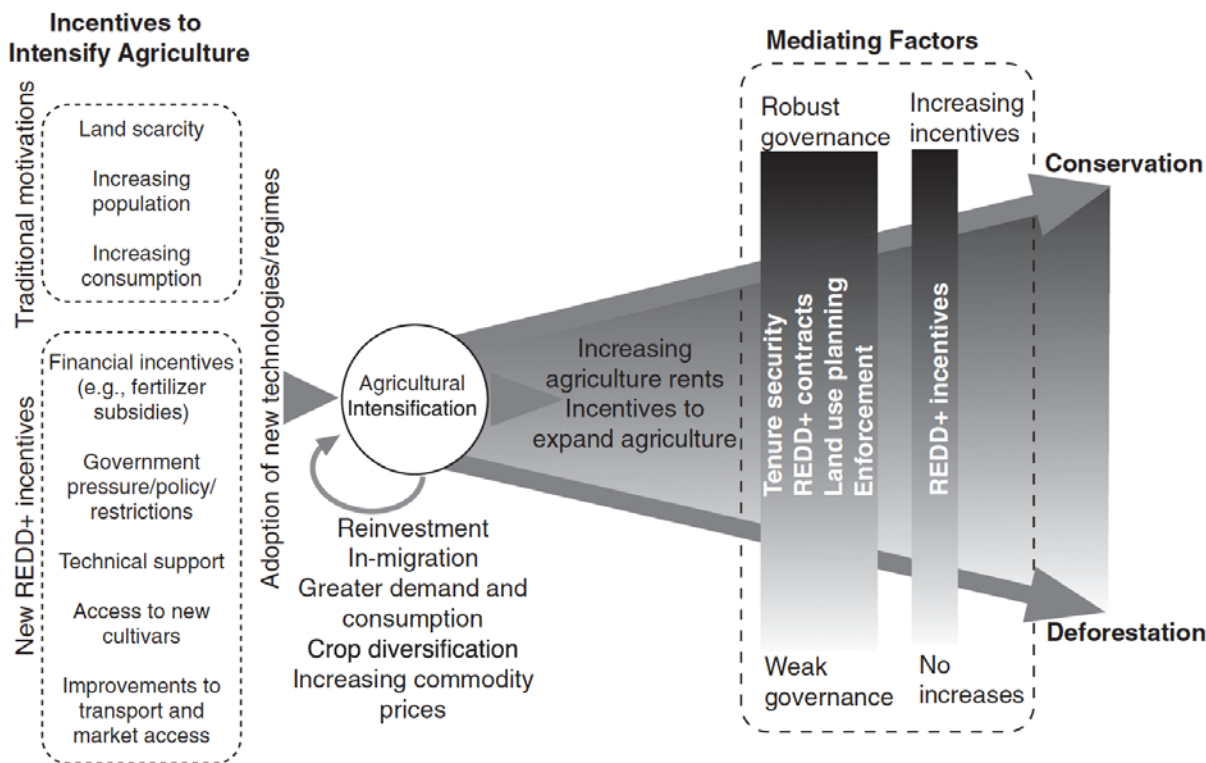 Incentives to
Intensify Agriculture
Traditional motivations
Land scarcity
Increasing
population
Increasing
consumption
New REDD+ incentives
Financial incentives
(e.g., fertilizer
subsidies)
Government
pressure/policy/
restrictions
Technical support
Access to new
cultivars
Improvements to
transport and
market access
Adoption of new technologies/regimes
Agricultural
Intensification
Reinvestment
In-migration
Greater demand and
consumption
Crop diversification
Increasing commodity
prices
Increasing
agriculture rents
Incentives to
expand agriculture
Mediating Factors
Robust
governance
Tenure security
REDD+ contracts
Land use planning
Enforcement
Weak
governance
Increasing
incentives
REDD+ incentives
No
increases
Conservation
Deforestation